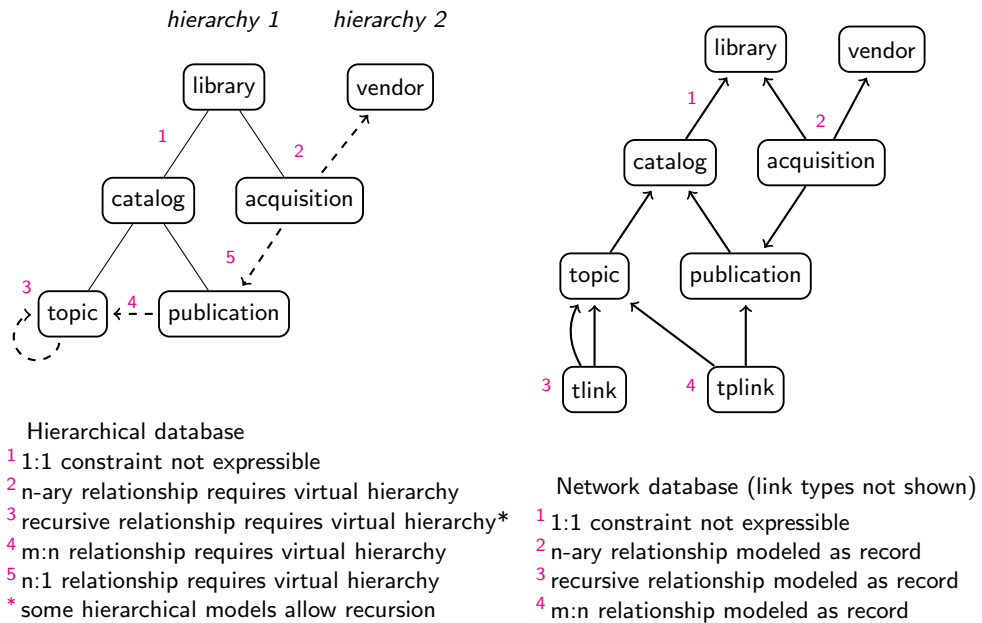 hierarchy 1
hierarchy 2
library
vendor
1
2
catalog
acquisition
5
3
4
topic
publication
Hierarchical database
1 1:1 constraint not expressible
2 n-ary relationship requires virtual hierarchy
3 recursive relationship requires virtual hierarchy*
4 m:n relationship requires virtual hierarchy
5 n:1 relationship requires virtual hierarchy
* some hierarchical models allow recursion
library
vendor
1
2
catalog
acquisition
topic
publication
3
tlink
4
tplink
Network database (link types not shown)
1 1:1 constraint not expressible
2 n-ary relationship modeled as record
3 recursive relationship modeled as record
4 m:n relationship modeled as record